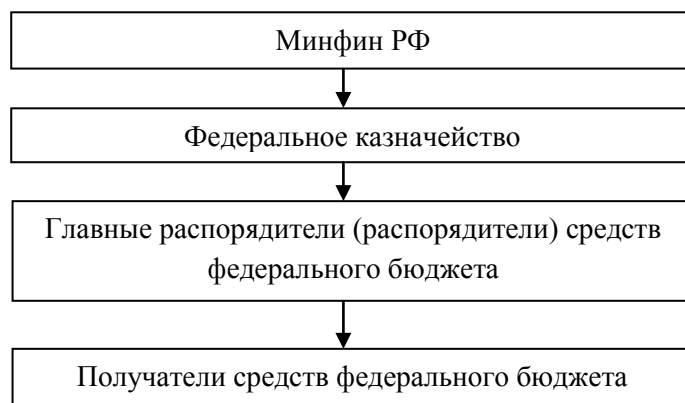 Минфин РФ
Федеральное казначейство
Главные распорядители (распорядители) средств
федерального бюджета
Получатели средств федерального бюджета